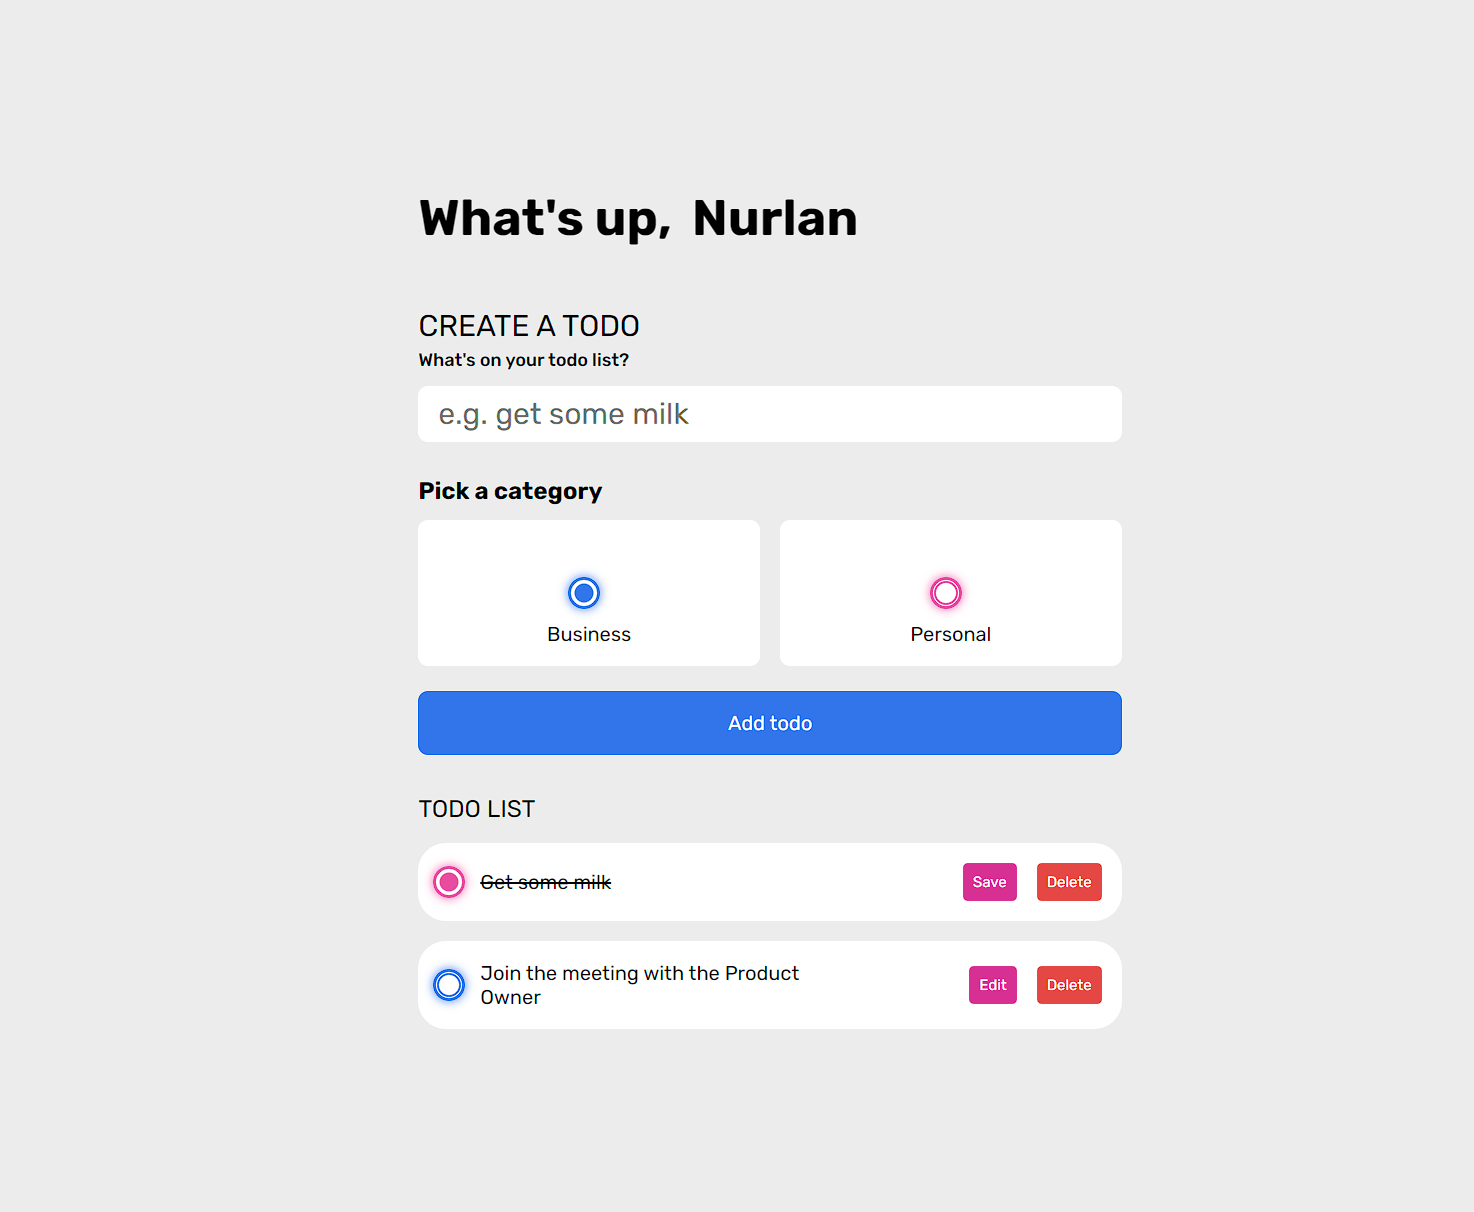 What's up, Nurlan
CREATE A TODO
What's on your todo list?
e.g. get some milk
Pick a category
Business
Personal
Add todo
TODO LIST
Get some milk
Save
Delete
Join the meeting with the Product
Owner
Edit
Delete